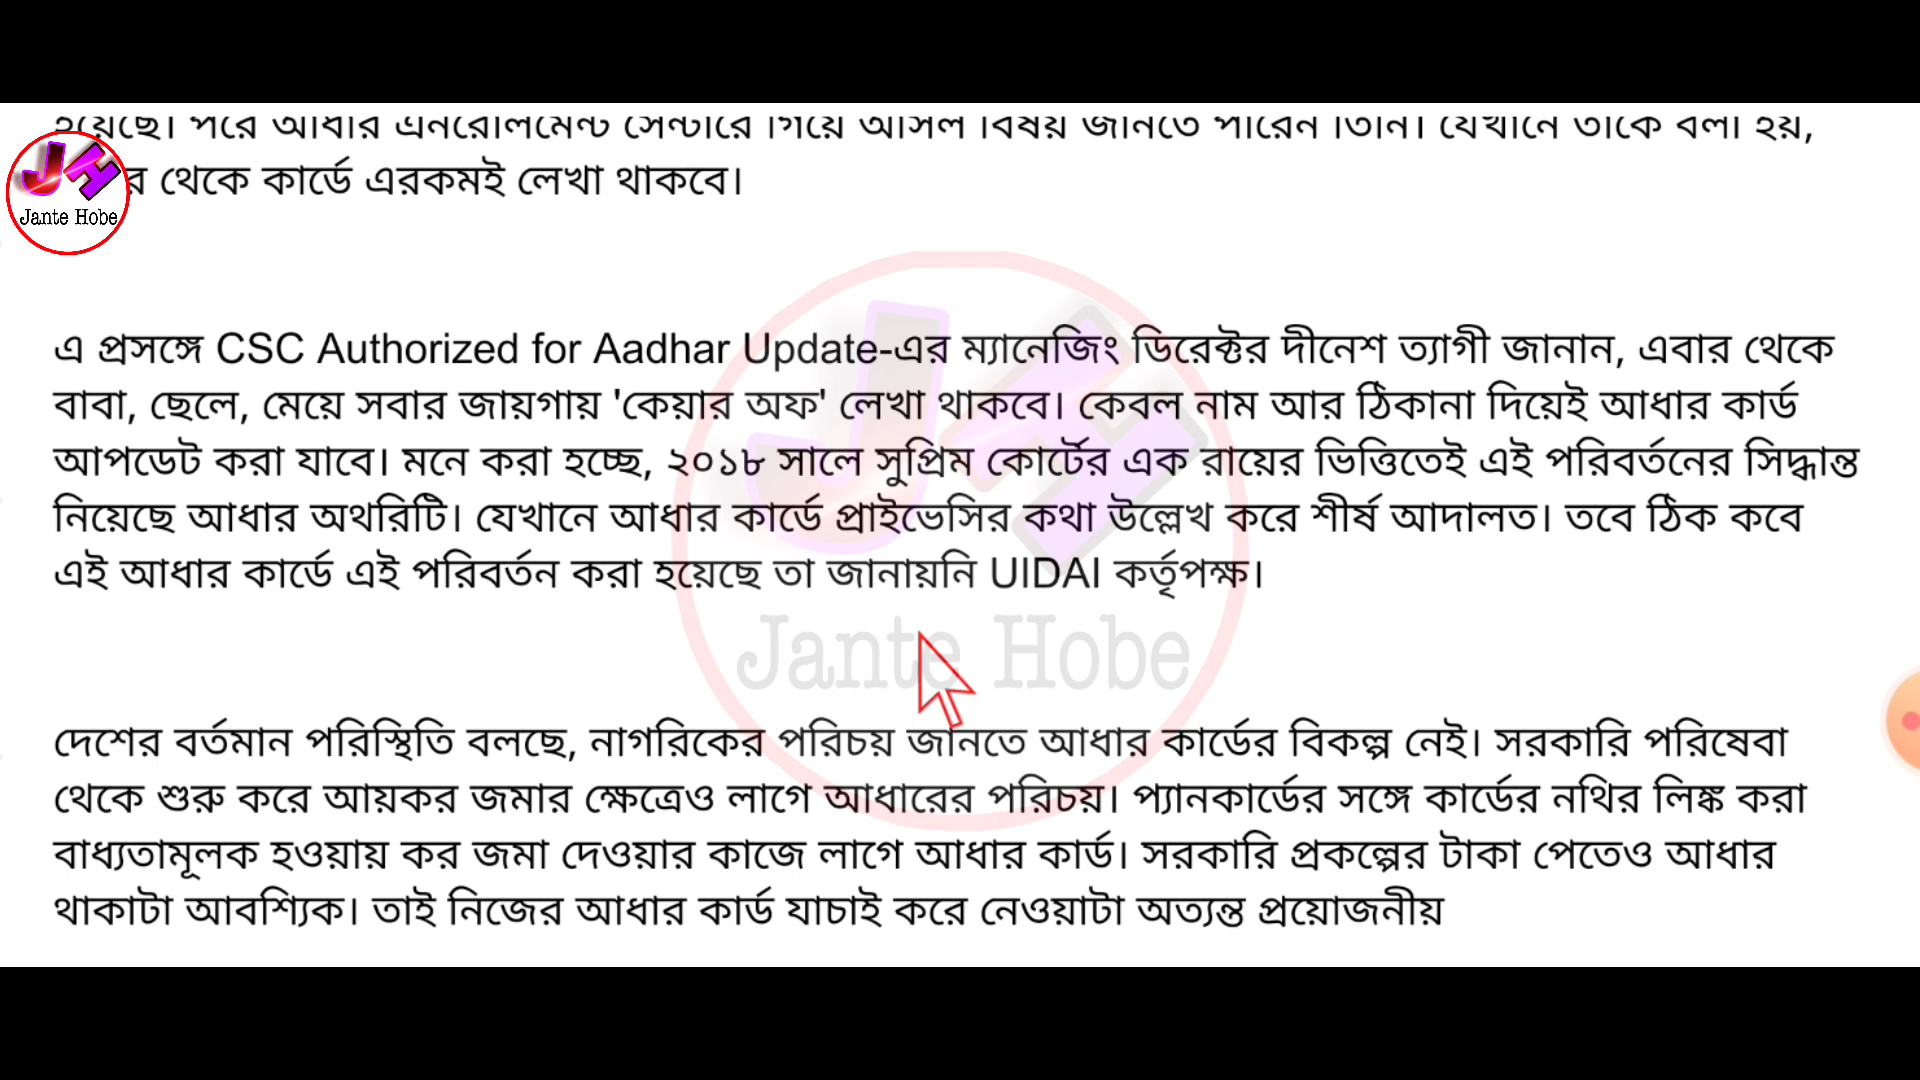 হয়েছে। পরে আধার এনরোলমেন্ট সেন্টারে গিয়ে আসল বিষয় জানতে পারেন তিনি। যেখানে তাকে বলা হয়,
থেকে কার্ডে এরকমই লেখা থাকবে।
Jante Hobe
এ প্রসঙ্গে CSC Authorized for Aadhar Update-এর ম্যানেজিং ডিরেক্টর দীনেশ ত্যাগী জানান, এবার থেকে
বাবা, ছেলে, মেয়ে সবার জায়গায় 'কেয়ার অফ' লেখা থাকবে। কেবল নাম আর ঠিকানা দিয়েই আধার কার্ড
আপডেট করা যাবে। মনে করা হচ্ছে, ২০১৮ সালে সুপ্রিম কোর্টের এক রায়ের ভিত্তিতেই এই পরিবর্তনের সিদ্ধান্ত
নিয়েছে আধার অথরিটি। যেখানে আধার কার্ডে প্রাইভেসির কথা উল্লেখ করে শীর্ষ আদালত। তবে ঠিক কবে
এই আধার কার্ডে এই পরিবর্তন করা হয়েছে তা জানায়নি UIDAI কর্তৃপক্ষ।
Jante Hobe
দেশের বর্তমান পরিস্থিতি বলছে, নাগরিকের পরিচয় জানতে আধার কার্ডের বিকল্প নেই। সরকারি পরিষেবা
থেকে শুরু করে আয়কর জমার ক্ষেত্রেও লাগে আধারের পরিচয়। প্যানকার্ডের সঙ্গে কার্ডের নথির লিঙ্ক করা
বাধ্যতামূলক হওয়ায় কর জমা দেওয়ার কাজে লাগে আধার কার্ড। সরকারি প্রকল্পের টাকা পেতেও আধার
থাকাটা আবশ্যিক। তাই নিজের আধার কার্ড যাচাই করে নেওয়াটা অত্যন্ত প্রয়োজনীয়